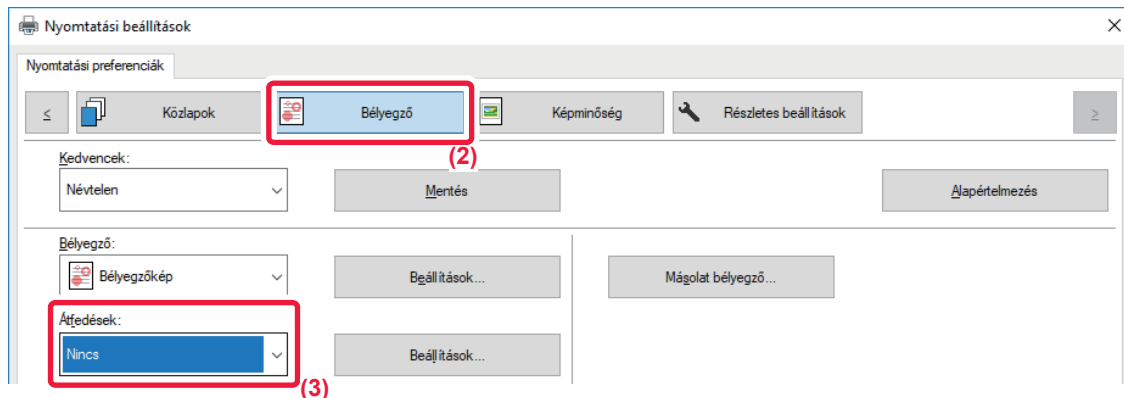 Nyomtatási beállítások
Nyomtatási preferenciák
< Közlapok Bélyegző Képminőség Részletes beállítások >
(2)
Kedvencek:
Névtelen Mentés Alapértelmezés
Bélyegző:
Bélyegzőkép Beállítások... Másolat bélyegző...
Átfedések:
Nincs Beállítások...
(3)